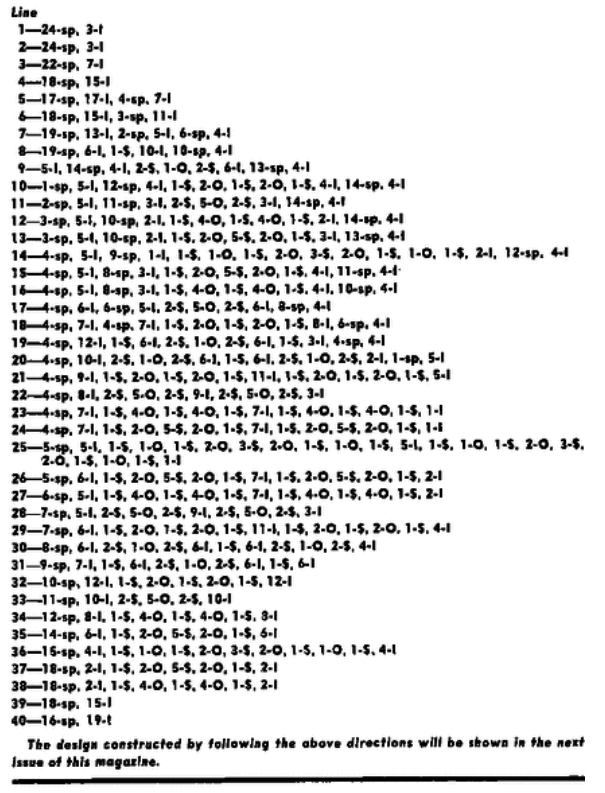 Line
1—24-sp, 3-I
2—24-sp, 3-I
3—22-sp, 7-I
4—18-sp, 15-I
5—17-sp, 17-I, 4-sp, 7-I
6—18-sp, 15-I, 3-sp, 11-I
7—19-sp, 13-I, 2-sp, 5-I, 6-sp, 4-I
8—19-sp, 6-I, 1-$, 10-I, 10-sp, 4-I
9—5-I, 14-sp, 4-I, 2-$, 1-O, 2-$, 6-I, 13-sp, 4-I
10—1-sp, 5-I, 12-sp, 4-I, 1-$, 2-O, 1-$, 2-O, 1-$, 4-I, 14-sp, 4-I
11—2-sp, 5-I, 11-sp, 3-I, 2-$, 5-O, 2-$, 3-I, 14-sp, 4-I
12—3-sp, 5-I, 10-sp, 2-I, 1-$, 4-O, 1-$, 4-O, 1-$, 2-I, 14-sp, 4-I
13—3-sp, 5-I, 10-sp, 2-I, 1-$, 2-O, 5-$, 2-O, 1-$, 3-I, 13-sp, 4-I
14—4-sp, 5-I, 9-sp, 1-I, 1-$, 1-O, 1-$, 2-O, 3-$, 2-O, 1-$, 1-O, 1-$, 2-I, 12-sp, 4-I
15—4-sp, 5-I, 8-sp, 3-I, 1-$, 2-O, 5-$, 2-O, 1-$, 4-I, 11-sp, 4-I
16—4-sp, 5-I, 8-sp, 3-I, 1-$, 4-O, 1-$, 4-O, 1-$, 4-I, 10-sp, 4-I
17—4-sp, 6-I, 6-sp, 5-I, 2-$, 5-O, 2-$, 6-I, 8-sp, 4-I
18—4-sp, 7-I, 4-sp, 7-I, 1-$, 2-O, 1-$, 2-O, 1-$, 8-I, 6-sp, 4-I
19—4-sp, 12-I, 1-$, 6-I, 2-$, 1-O, 2-$, 6-I, 1-$, 3-I, 4-sp, 4-I
20—4-sp, 10-I, 2-$, 1-O, 2-$, 6-I, 1-$, 6-I, 2-$, 1-O, 2-$, 2-I, 1-sp, 5-I
21—4-sp, 9-I, 1-$, 2-O, 1-$, 2-O, 1-$, 11-I, 1-$, 2-O, 1-$, 2-O, 1-$, 5-I
22—4-sp, 8-I, 2-$, 5-O, 2-$, 9-I, 2-$, 5-O, 2-$, 3-I
23—4-sp, 7-I, 1-$, 4-O, 1-$, 4-O, 1-$, 7-I, 1-$, 4-O, 1-$, 4-O, 1-$, 1-I
24—4-sp, 7-I, 1-$, 2-O, 5-$, 2-O, 1-$, 7-I, 1-$, 2-O, 5-$, 2-O, 1-$, 1-I
25—5-sp, 5-I, 1-$, 1-O, 1-$, 2-O, 3-$, 2-O, 1-$, 1-O, 1-$, 5-I, 1-$, 1-O, 1-$, 2-O, 3-$,
2-O, 1-$, 1-O, 1-$, 1-I
26—5-sp, 6-I, 1-$, 2-O, 5-$, 2-O, 1-$, 7-I, 1-$, 2-O, 5-$, 2-O, 1-$, 2-I
27—6-sp, 5-I, 1-$, 4-O, 1-$, 4-O, 1-$, 7-I, 1-$, 4-O, 1-$, 4-O, 1-$, 2-I
28—7-sp, 5-I, 2-$, 5-O, 2-$, 9-I, 2-$, 5-O, 2-$, 3-I
29—7-sp, 6-I, 1-$, 2-O, 1-$, 2-O, 1-$, 11-I, 1-$, 2-O, 1-$, 2-O, 1-$, 4-I
30—8-sp, 6-I, 2-$, 1-O, 2-$, 6-I, 1-$, 6-I, 2-$, 1-O, 2-$, 4-I
31—9-sp, 7-I, 1-$, 6-I, 2-$, 1-O, 2-$, 6-I, 1-$, 6-I
32—10-sp, 12-I, 1-$, 2-O, 1-$, 2-O, 1-$, 12-I
33—11-sp, 10-I, 2-$, 5-O, 2-$, 10-I
34—12-sp, 8-I, 1-$, 4-O, 1-$, 4-O, 1-$, 8-I
35—14-sp, 6-I, 1-$, 2-O, 5-$, 2-O, 1-$, 6-I
36—15-sp, 4-I, 1-$, 1-O, 1-$, 2-O, 3-$, 2-O, 1-$, 1-O, 1-$, 4-I
37—18-sp, 2-I, 1-$, 2-O, 5-$, 2-O, 1-$, 2-I
38—18-sp, 2-I, 1-$, 4-O, 1-$, 4-O, 1-$, 2-I
39—18-sp, 15-I
40—16-sp, 19-I
The design constructed by following the above directions will be shown in the next
issue of this magazine.